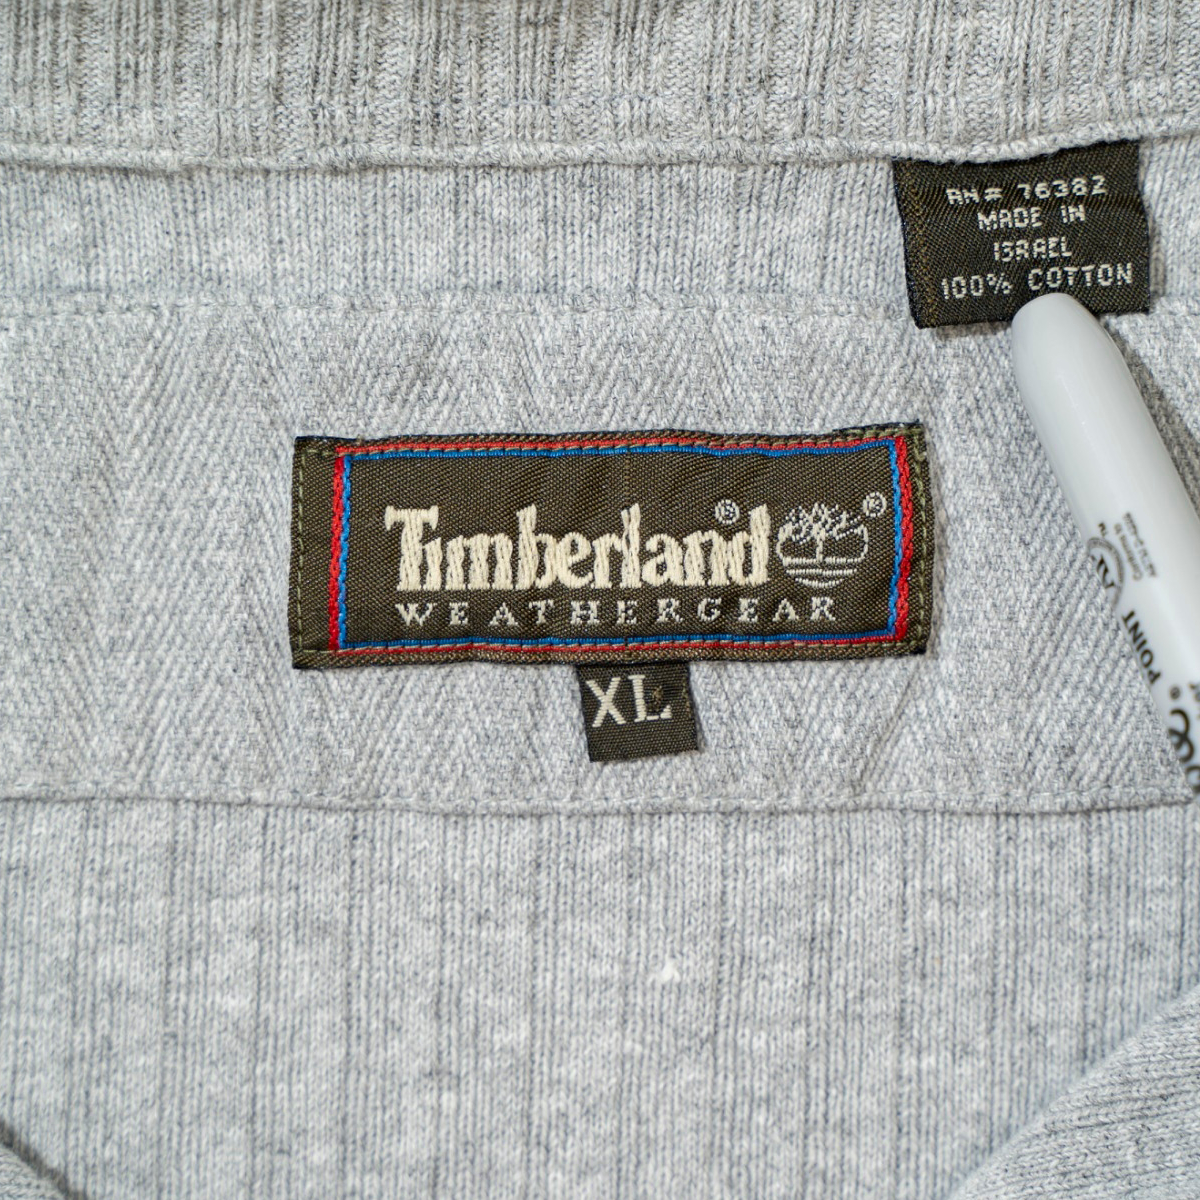 RN# 76382
MADE IN
ISRAEL
100% COTTON
Timberland® ®
WEATHERGEAR
XL
POINT